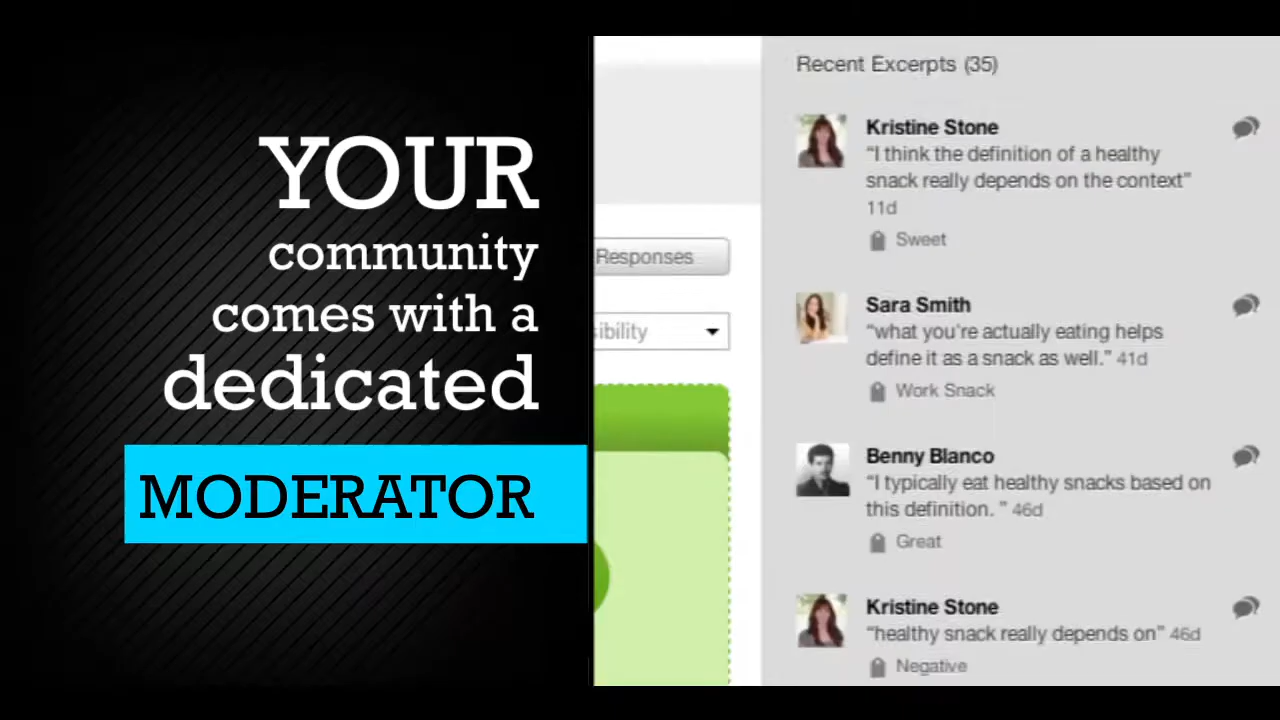 YOUR
community
comes with a
dedicated
MODERATOR
Responses
sibility
Recent Excerpts (35)
Kristine Stone
“I think the definition of a healthy
snack really depends on the context”
11d
Sweet
Sara Smith
“what you're actually eating helps
define it as a snack as well.” 41d
Work Snack
Benny Blanco
“I typically eat healthy snacks based on
this definition. ” 46d
Great
Kristine Stone
“healthy snack really depends on” 46d
Negative